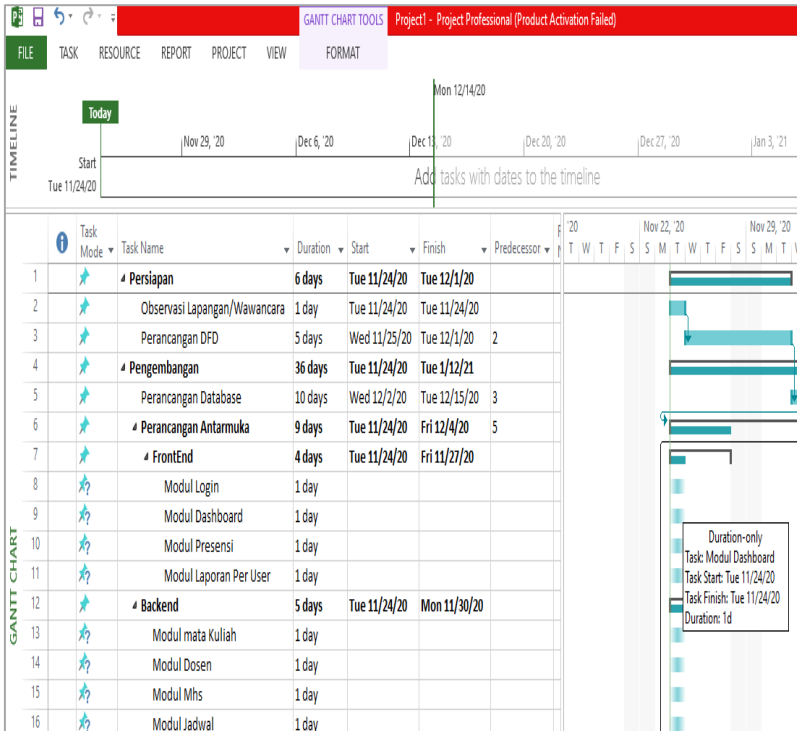 GANTT CHART TOOLS Project1 - Project Professional (Product Activation Failed)
FILE TASK RESOURCE REPORT PROJECT VIEW FORMAT
TIMELINE
Mon 12/14/20
Today
Nov 29, '20 Dec 6, '20 Dec 13, '20 Dec 20, '20 Dec 27, '20 Jan 3, '21
Start
Tue 11/24/20
Add tasks with dates to the timeline
GANTT CHART
Task Mode Task Name Duration Start Finish Predecessor
'20 Nov 22, '20 Nov 29, '20
T W T F S S M T W T F S S M T W
1 Persiapan 6 days Tue 11/24/20 Tue 12/1/20
2 Observasi Lapangan/Wawancara 1 day Tue 11/24/20 Tue 11/24/20
3 Perancangan DFD 5 days Wed 11/25/20 Tue 12/1/20 2
4 Pengembangan 36 days Tue 11/24/20 Tue 1/12/21
5 Perancangan Database 10 days Wed 12/2/20 Tue 12/15/20 3
6 Perancangan Antarmuka 9 days Tue 11/24/20 Fri 12/4/20 5
7 FrontEnd 4 days Tue 11/24/20 Fri 11/27/20
8 Modul Login 1 day
9 Modul Dashboard 1 day
10 Modul Presensi 1 day
11 Modul Laporan Per User 1 day
12 Backend 5 days Tue 11/24/20 Mon 11/30/20
13 Modul mata Kuliah 1 day
14 Modul Dosen 1 day
15 Modul Mhs 1 day
16 Modul Jadwal 1 day
Duration-only
Task: Modul Dashboard
Task Start: Tue 11/24/20
Task Finish: Tue 11/24/20
Duration: 1d